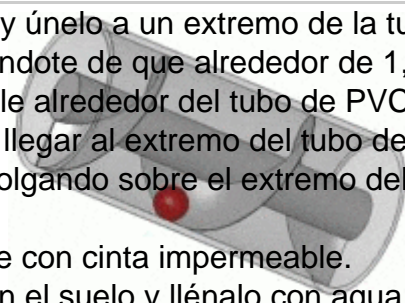 y únelo a un extremo de la tu
ndote de que alrededor de 1,
le alrededor del tubo de PVC
llegar al extremo del tubo de
olgando sobre el extremo del
e con cinta impermeable.
n el suelo y llénalo con agua